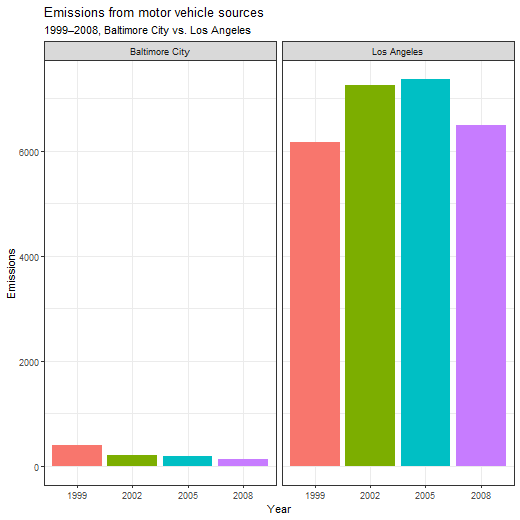 Emissions from motor vehicle sources
1999–2008, Baltimore City vs. Los Angeles
Baltimore City
Los Angeles
Emissions
6000
4000
2000
0
1999 2002 2005 2008
1999 2002 2005 2008
Year